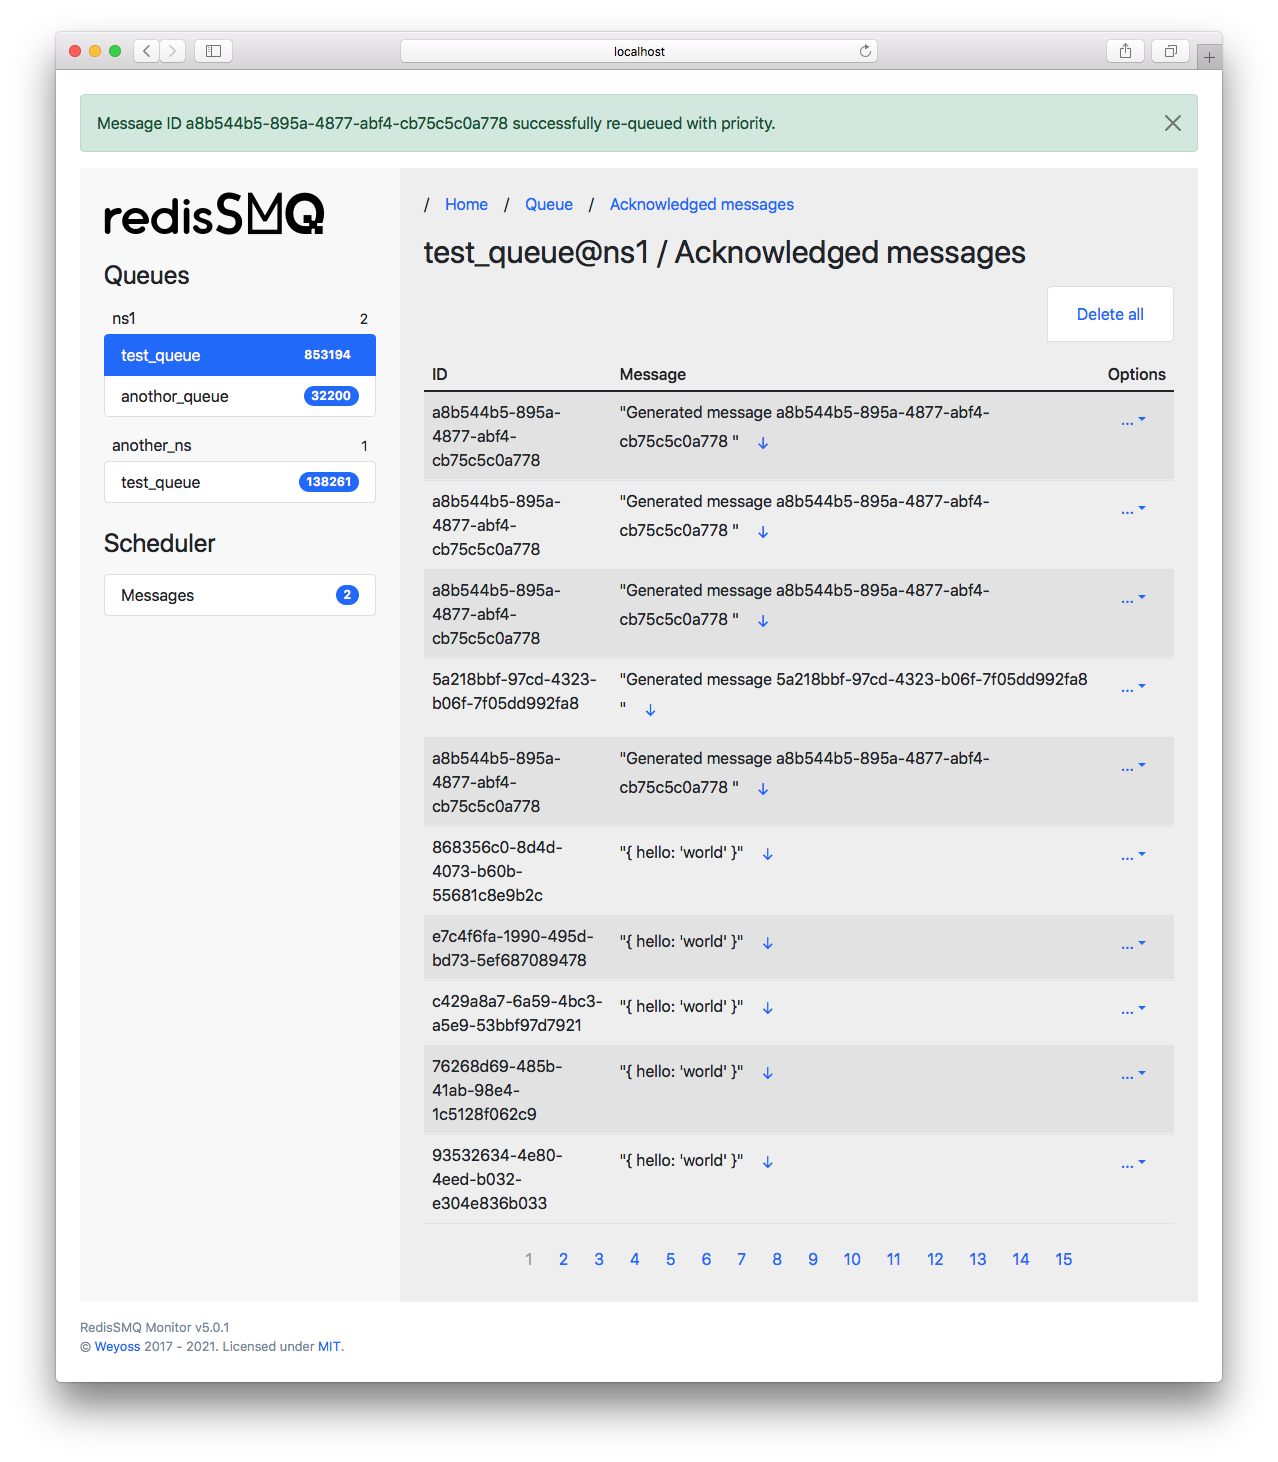 localhost
Message ID a8b544b5-895a-4877-abf4-cb75c5c0a778 successfully re-queued with priority.
redisSMQ
Queues
ns1 2
test_queue 853194
anothor_queue 32200
another_ns 1
test_queue 138261
Scheduler
Messages 2
/ Home / Queue / Acknowledged messages
test_queue@ns1 / Acknowledged messages
Delete all
ID Message Options
a8b544b5-895a-
4877-abf4-
cb75c5c0a778
"Generated message a8b544b5-895a-4877-abf4-
cb75c5c0a778 " ↓
...
a8b544b5-895a-
4877-abf4-
cb75c5c0a778
"Generated message a8b544b5-895a-4877-abf4-
cb75c5c0a778 " ↓
...
a8b544b5-895a-
4877-abf4-
cb75c5c0a778
"Generated message a8b544b5-895a-4877-abf4-
cb75c5c0a778 " ↓
...
5a218bbf-97cd-4323-
b06f-7f05dd992fa8
"Generated message 5a218bbf-97cd-4323-b06f-7f05dd992fa8
" ↓
...
a8b544b5-895a-
4877-abf4-
cb75c5c0a778
"Generated message a8b544b5-895a-4877-abf4-
cb75c5c0a778 " ↓
...
868356c0-8d4d-
4073-b60b-
55681c8e9b2c
"{ hello: 'world' }" ↓
...
e7c4f6fa-1990-495d-
bd73-5ef687089478
"{ hello: 'world' }" ↓
...
c429a8a7-6a59-4bc3-
a5e9-53bbf97d7921
"{ hello: 'world' }" ↓
...
76268d69-485b-
41ab-98e4-
1c5128f062c9
"{ hello: 'world' }" ↓
...
93532634-4e80-
4eed-b032-
e304e836b033
"{ hello: 'world' }" ↓
...
1 2 3 4 5 6 7 8 9 10 11 12 13 14 15
RedisSMQ Monitor v5.0.1
© Weyoss 2017 - 2021. Licensed under MIT.